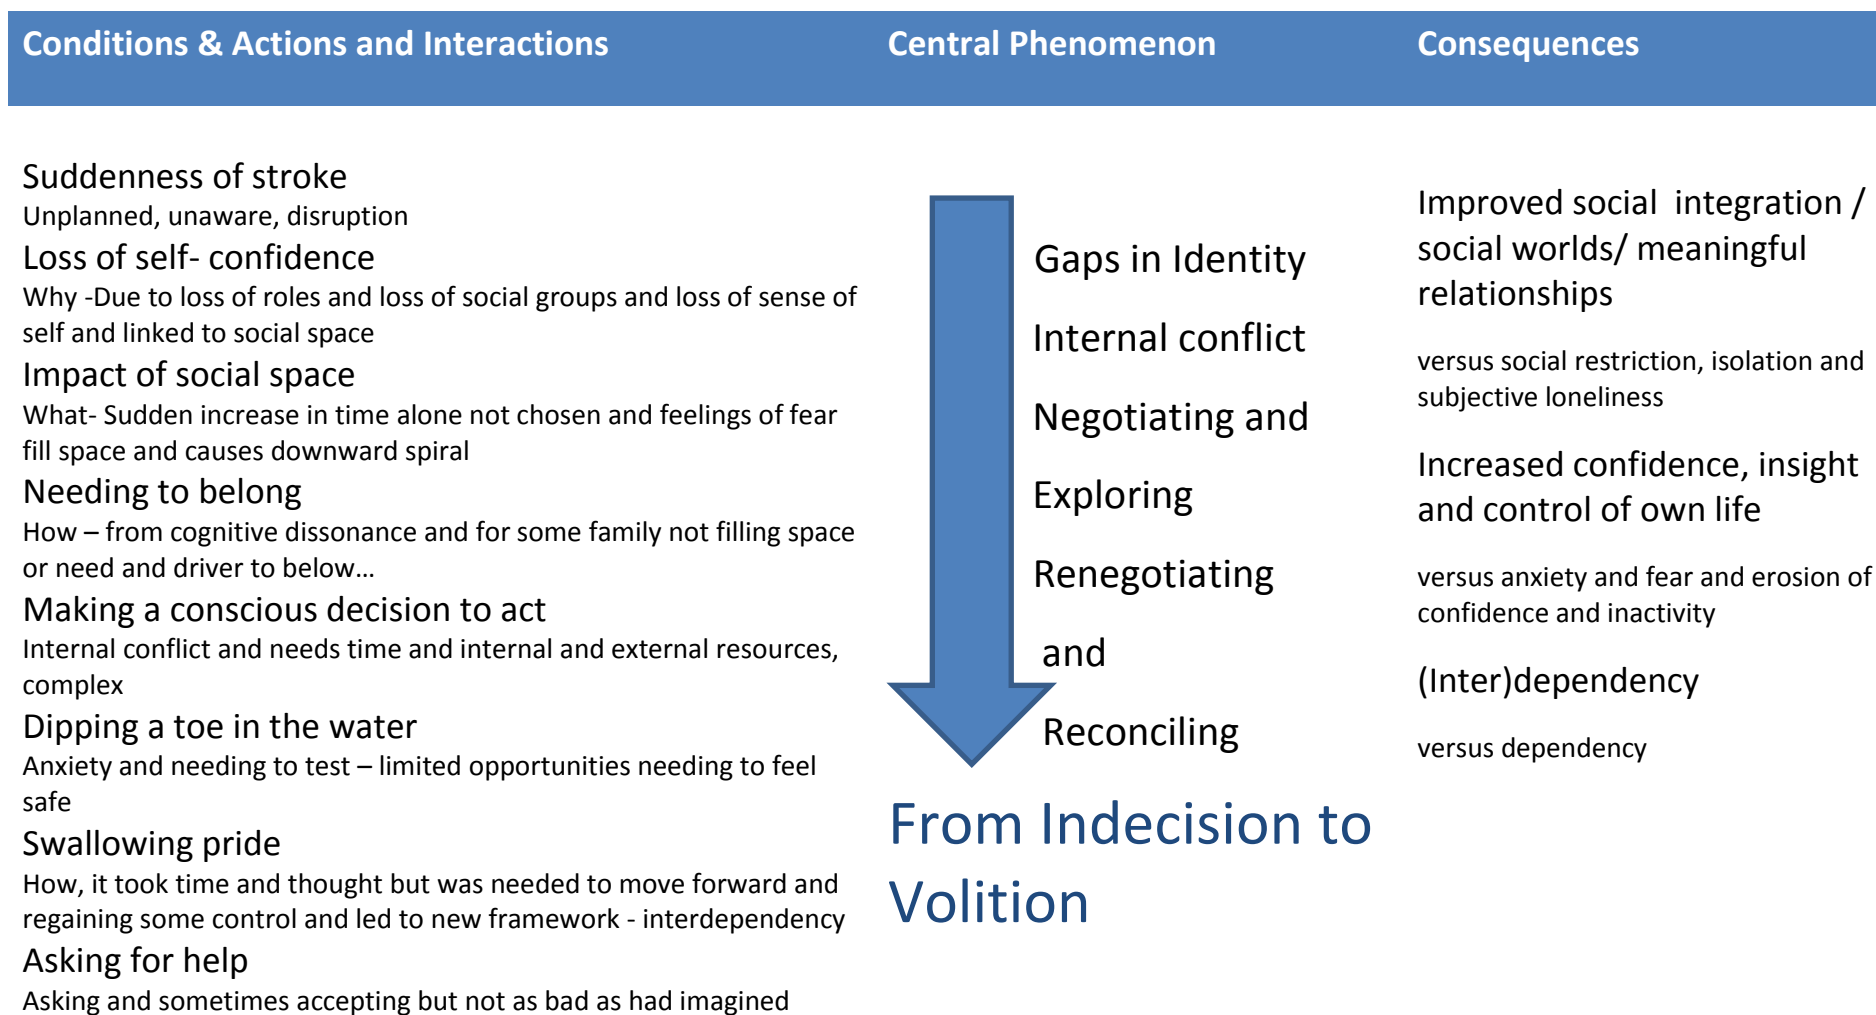 Conditions & Actions and Interactions
Central Phenomenon
Consequences
Suddenness of stroke
Unplanned, unaware, disruption
Loss of self- confidence
Why -Due to loss of roles and loss of social groups and loss of sense of
self and linked to social space
Impact of social space
What- Sudden increase in time alone not chosen and feelings of fear
fill space and causes downward spiral
Needing to belong
How – from cognitive dissonance and for some family not filling space
or need and driver to below…
Making a conscious decision to act
Internal conflict and needs time and internal and external resources,
complex
Dipping a toe in the water
Anxiety and needing to test – limited opportunities needing to feel
safe
Swallowing pride
How, it took time and thought but was needed to move forward and
regaining some control and led to new framework - interdependency
Asking for help
Asking and sometimes accepting but not as bad as had imagined
Gaps in Identity
Internal conflict
Negotiating and
Exploring
Renegotiating
and
Reconciling
From Indecision to
Volition
Improved social integration /
social worlds/ meaningful
relationships
versus social restriction, isolation and
subjective loneliness
Increased confidence, insight
and control of own life
versus anxiety and fear and erosion of
confidence and inactivity
(Inter)dependency
versus dependency